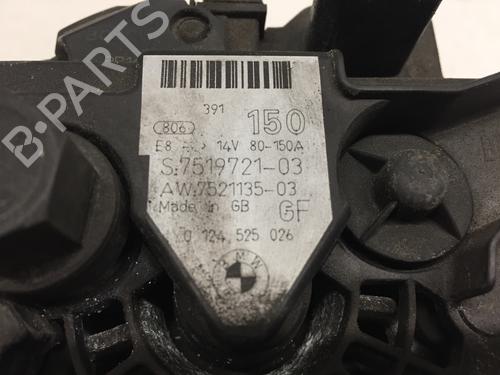 391
806 150
E8 14V 80-150A
S:7519721-03
AW.7521135-03
Made in GB GF
0 124 525 026
BMW
B-PARTS